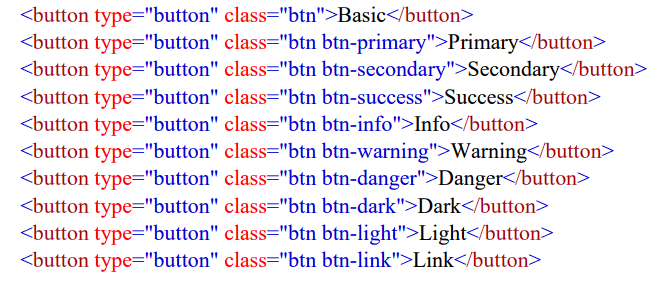 <button type="button" class="btn">Basic</button>
<button type="button" class="btn btn-primary">Primary</button>
<button type="button" class="btn btn-secondary">Secondary</button>
<button type="button" class="btn btn-success">Success</button>
<button type="button" class="btn btn-info">Info</button>
<button type="button" class="btn btn-warning">Warning</button>
<button type="button" class="btn btn-danger">Danger</button>
<button type="button" class="btn btn-dark">Dark</button>
<button type="button" class="btn btn-light">Light</button>
<button type="button" class="btn btn-link">Link</button>